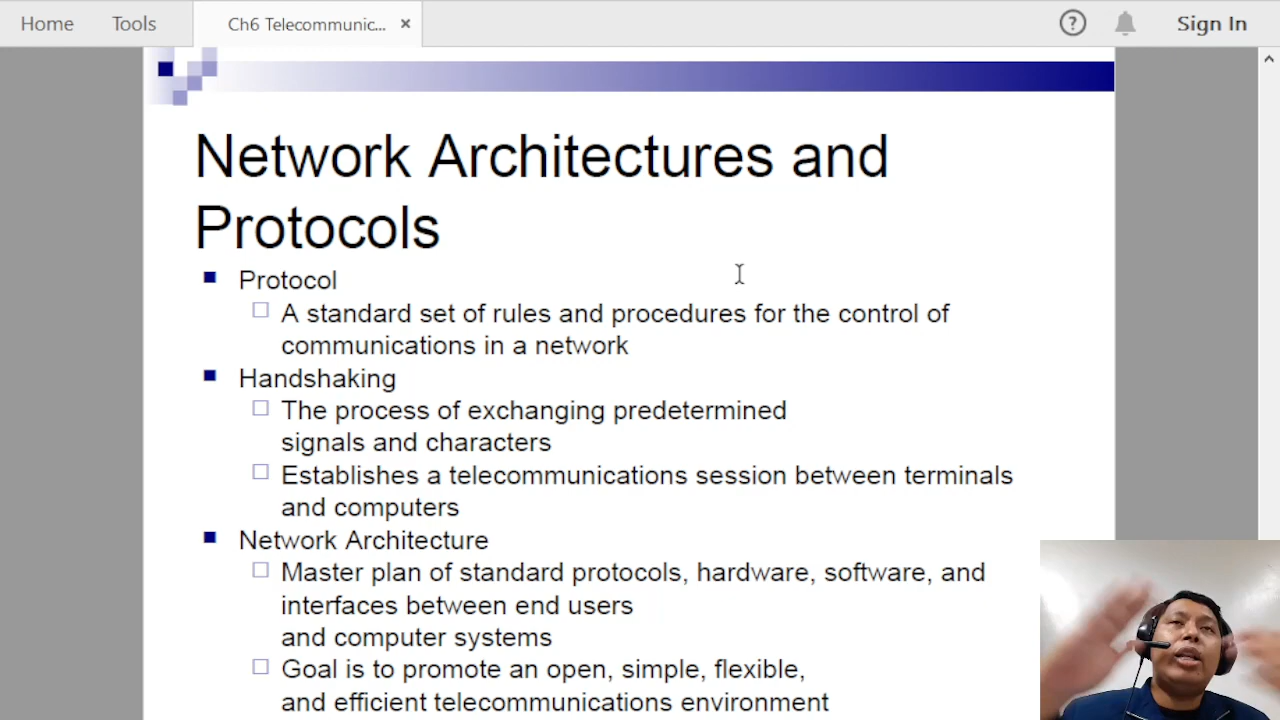 Home Tools Ch6 Telecommunic... × ? Sign In
Network Architectures and
Protocols
Protocol
A standard set of rules and procedures for the control of
communications in a network
Handshaking
The process of exchanging predetermined
signals and characters
Establishes a telecommunications session between terminals
and computers
Network Architecture
Master plan of standard protocols, hardware, software, and
interfaces between end users
and computer systems
Goal is to promote an open, simple, flexible,
and efficient telecommunications environment